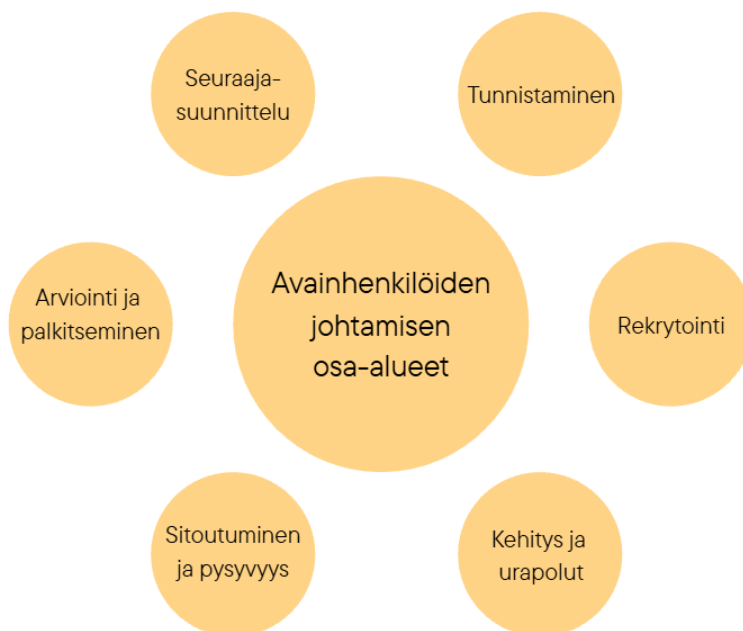 Seuraaja-
suunnittelu
Tunnistaminen
Avainhenkilöiden
johtamisen
osa-alueet
Arviointi ja
palkitseminen
Rekrytointi
Sitoutuminen
ja pysyvyys
Kehitys ja
urapolut